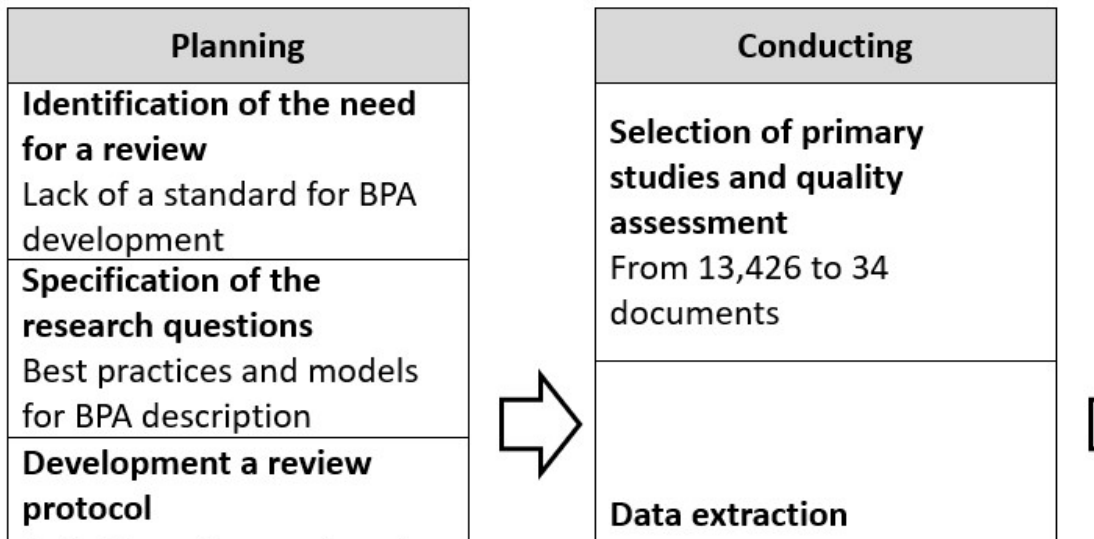 Planning
Identification of the need
for a review
Lack of a standard for BPA
development
Specification of the
research questions
Best practices and models
for BPA description
Development a review
protocol
Conducting
Selection of primary
studies and quality
assessment
From 13,426 to 34
documents
Data extraction